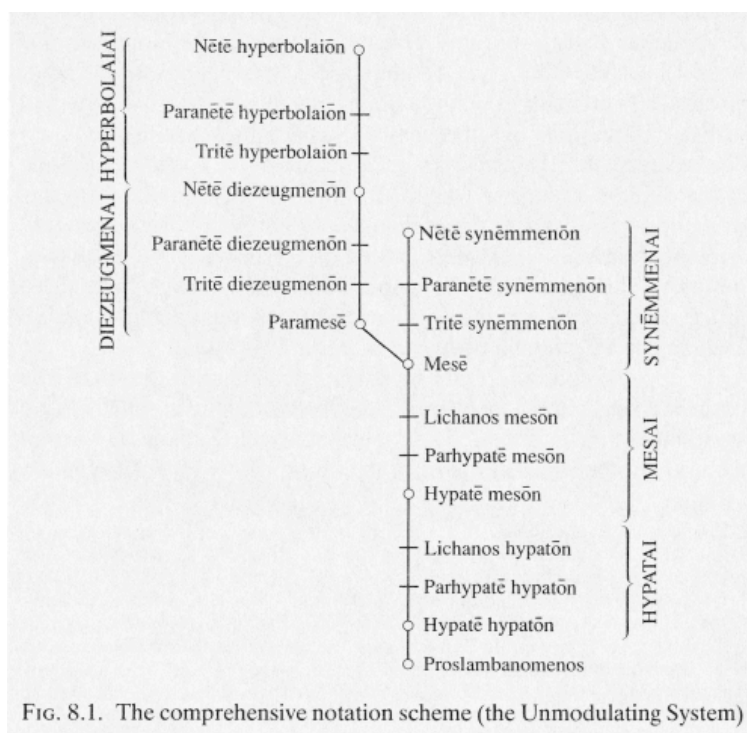 HYPERBOLAIAI
DIEZEUGMENAI
Nētē hyperbolaiōn
Paranētē hyperbolaiōn
Tritē hyperbolaiōn
Nētē diezeugmenōn
Paranētē diezeugmenōn
Tritē diezeugmenōn
Paramesē
Nētē synēmmenōn
Paranētē synēmmenōn
Tritē synēmmenōn
Mesē
Lichanos mesōn
Parhypatē mesōn
Hypatē mesōn
Lichanos hypatōn
Parhypatē hypatōn
Hypatē hypatōn
Proslambanomenos
SYNĒMMENAI
MESAI
HYPATAI
FIG. 8.1. The comprehensive notation scheme (the Unmodulating System)